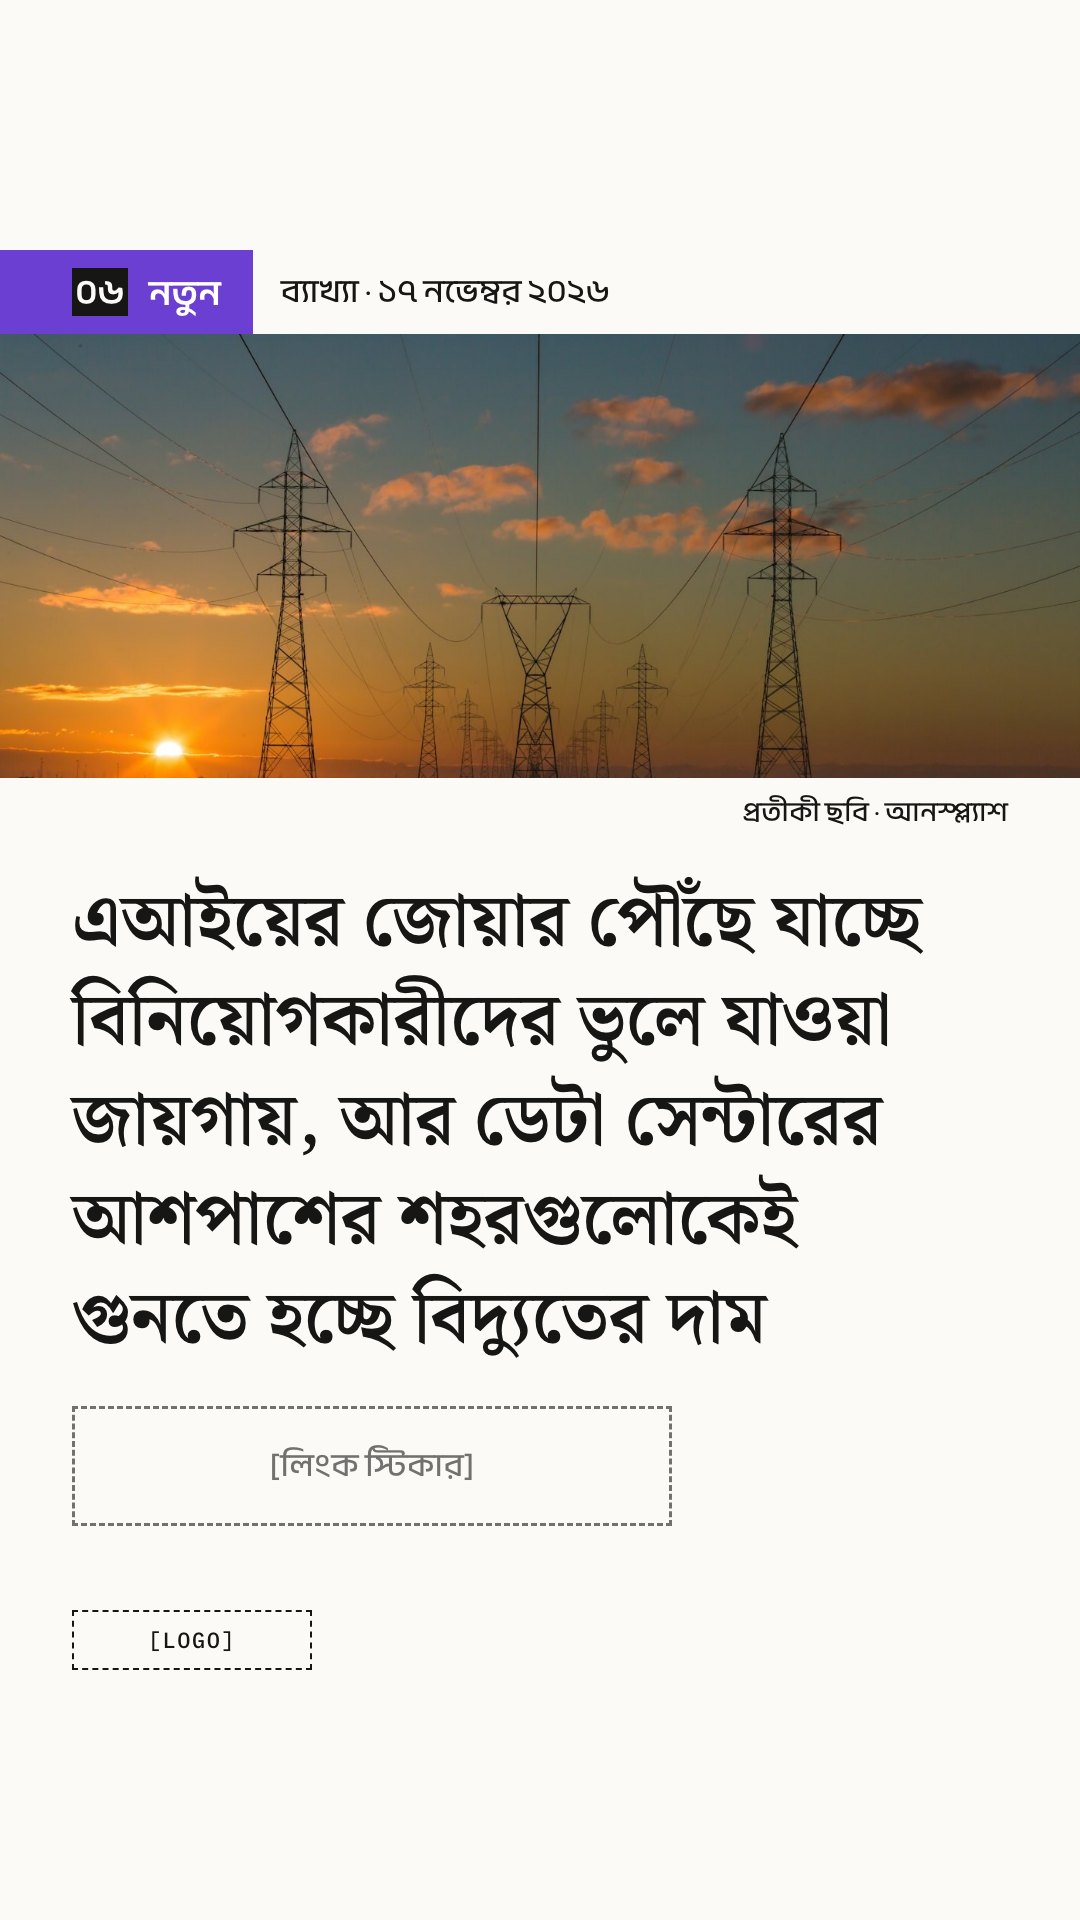 ০৬ নতুন ব্যাখ্যা · ১৭ নভেম্বর ২০২৬
প্রতীকী ছবি · আনস্প্ল্যাশ
এআইয়ের জোয়ার পৌঁছে যাচ্ছে
বিনিয়োগকারীদের ভুলে যাওয়া
জায়গায়, আর ডেটা সেন্টারের
আশপাশের শহরগুলোকেই
গুনতে হচ্ছে বিদ্যুতের দাম
[লিংক স্টিকার]
[LOGO]